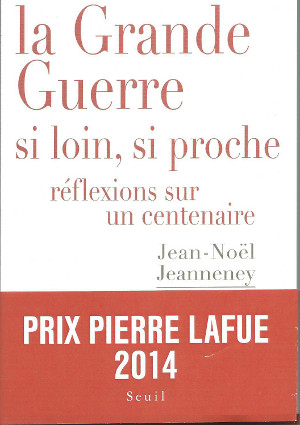 la Grande
Guerre
si loin, si proche
réflexions sur
un centenaire
Jean-Noël
Jeanneney
PRIX PIERRE LAFUE
2014
Seuil